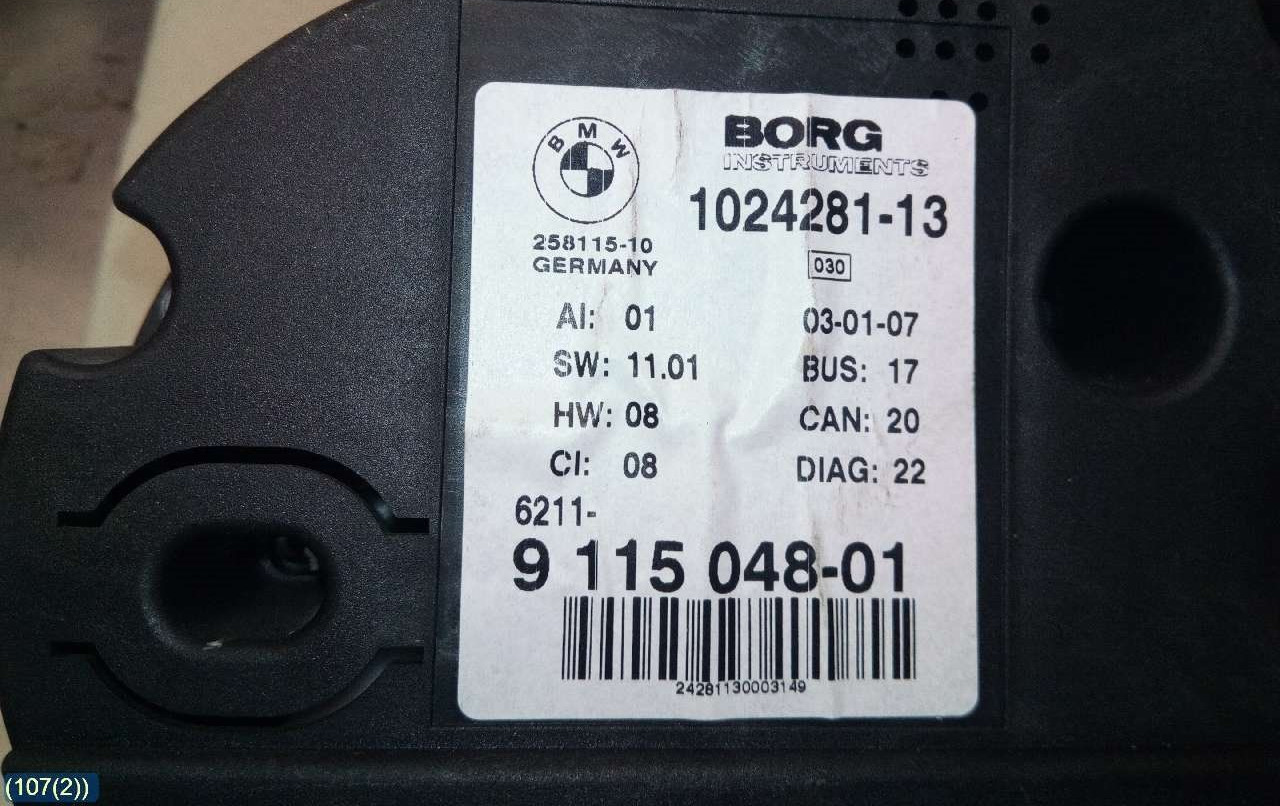 BMW
BORG
INSTRUMENTS
1024281-13
258115-10
GERMANY
030
AI: 01
03-01-07
SW: 11.01
BUS: 17
HW: 08
CAN: 20
CI: 08
DIAG: 22
6211-
9 115 048-01
24281130003149
(107(2))